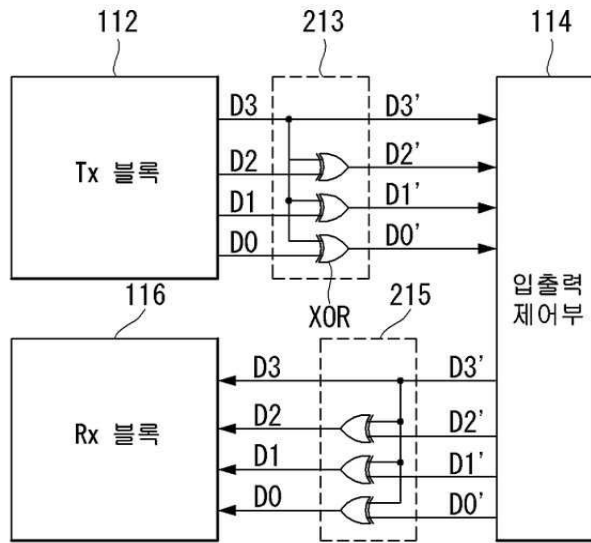 112
213
114
D3
D3'
Tx 블록
D2
D2'
D1
D1'
D0
D0'
XOR
입출력
제어부
116
215
D3
D3'
Rx 블록
D2
D2'
D1
D1'
D0
D0'